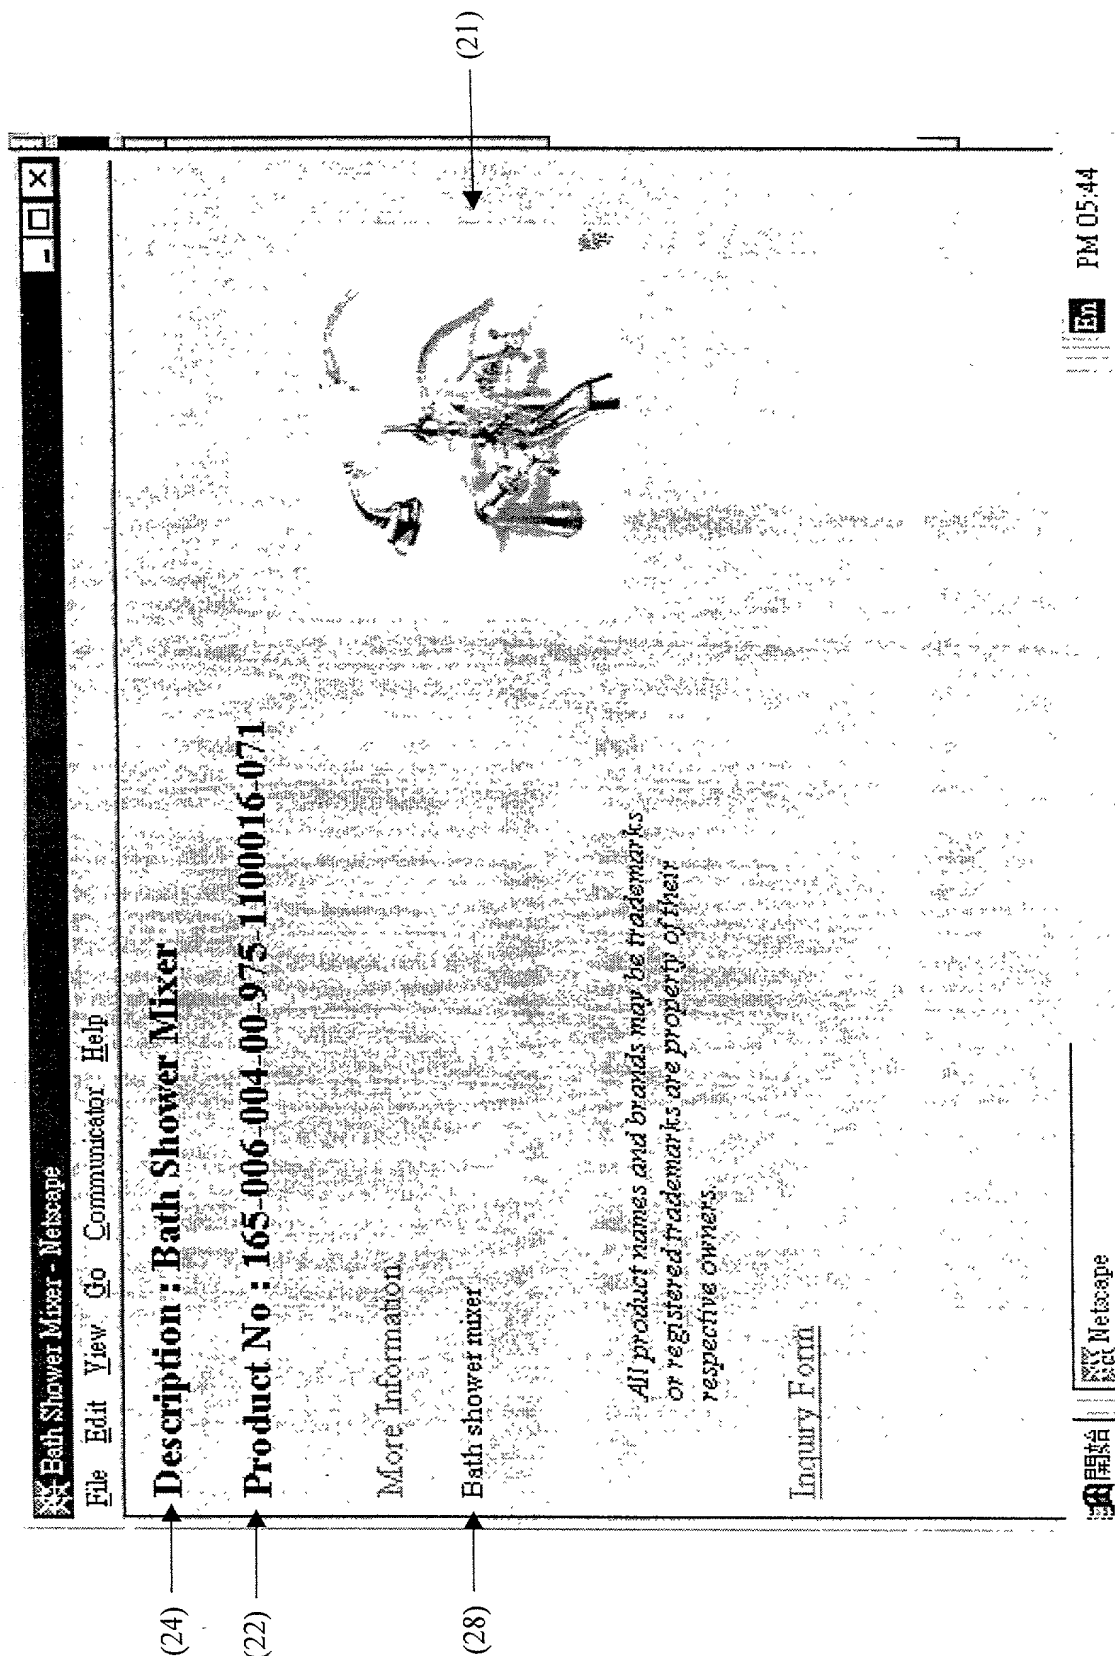 Bath Shower Mixer - Netscape
File Edit View Go Communicator Help
(24)
Description : Bath Shower Mixer
(22)
Product No : 165-006-004-00-975-1100016-071
More Information
(28)
Bath shower mixer
(21)
All product names and brands may be trademarks
or registered trademarks are property of their
respective owners.
Inquiry Form
開始
Netscape
En
PM 05:44